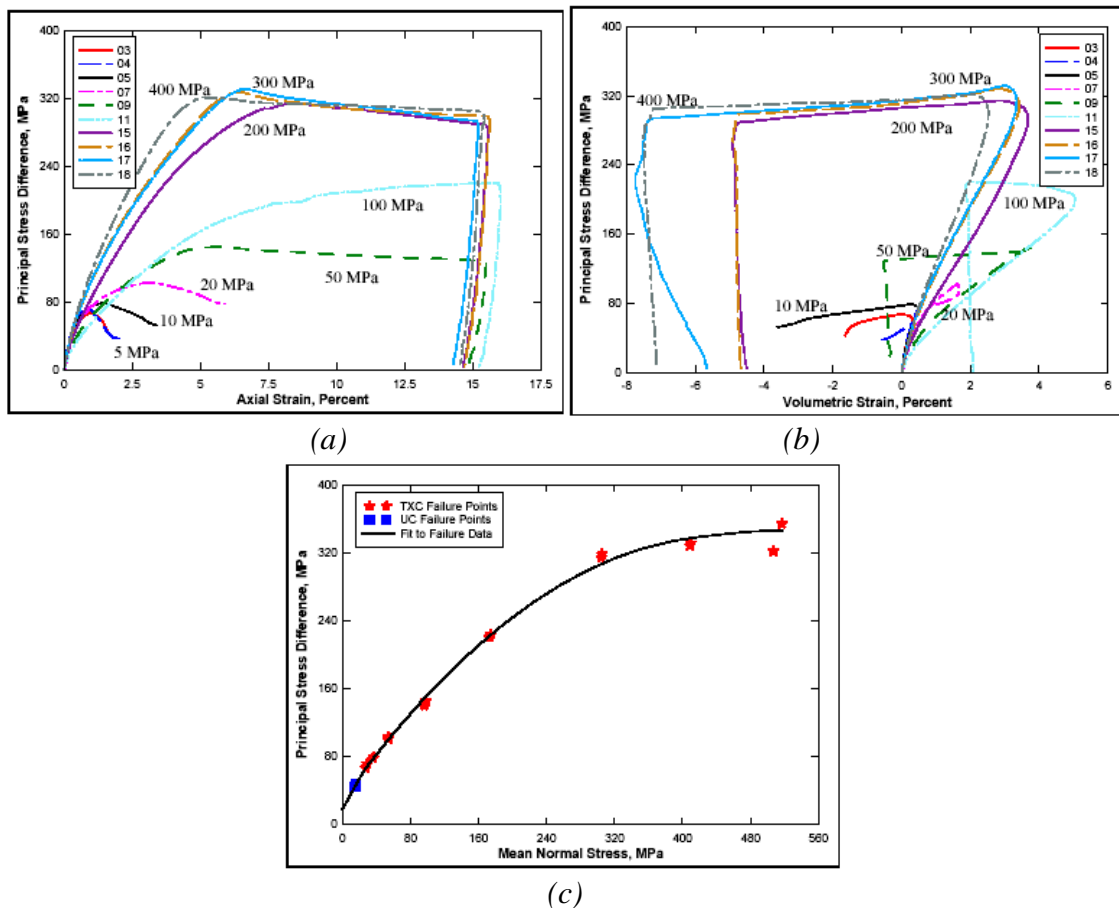 400
320
240
160
80
0
Principal Stress Difference, MPa
03
04
05
07
09
11
15
16
17
18
400 MPa
300 MPa
200 MPa
100 MPa
50 MPa
20 MPa
10 MPa
5 MPa
0 2.5 5 7.5 10 12.5 15 17.5
Axial Strain, Percent
(a)
400
320
240
160
80
0
Principal Stress Difference, MPa
03
04
05
07
09
11
15
16
17
18
300 MPa
400 MPa
200 MPa
100 MPa
50 MPa
10 MPa
20 MPa
-8 -6 -4 -2 0 2 4 6
Volumetric Strain, Percent
(b)
400
320
240
160
80
0
Principal Stress Difference, MPa
TXC Failure Points
UC Failure Points
Fit to Failure Data
0 80 160 240 320 400 480 560
Mean Normal Stress, MPa
(c)